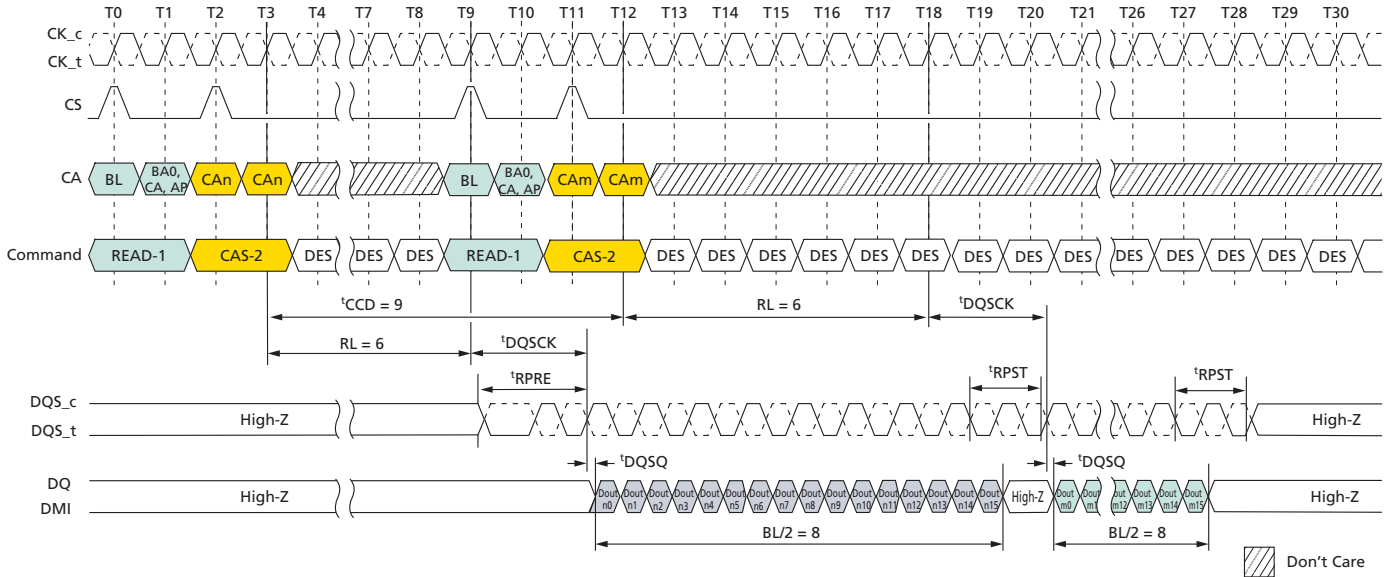 T0 T1 T2 T3 T4 T7 T8 T9 T10 T11 T12 T13 T14 T15 T16 T17 T18 T19 T20 T21 T26 T27 T28 T29 T30
CK_c
CK_t
CS
CA BL BA0, CA, AP CAn CAn BL BA0, CA, AP CAm CAm
Command READ-1 CAS-2 DES DES DES READ-1 CAS-2 DES DES DES DES DES DES DES DES DES DES DES DES DES DES
tCCD = 9 RL = 6 tDQSCK
RL = 6 tDQSCK
tRPRE tRPST tRPST
DQS_c
DQS_t
High-Z High-Z
tDQSQ tDQSQ
DQ
DMI
High-Z Dout n0 Dout n1 Dout n2 Dout n3 Dout n4 Dout n5 Dout n6 Dout n7 Dout n8 Dout n9 Dout n10 Dout n11 Dout n12 Dout n13 Dout n14 Dout n15 High-Z Dout m0 Dout m1 Dout m12 Dout m13 Dout m14 Dout m15 High-Z
BL/2 = 8 BL/2 = 8
Don't Care